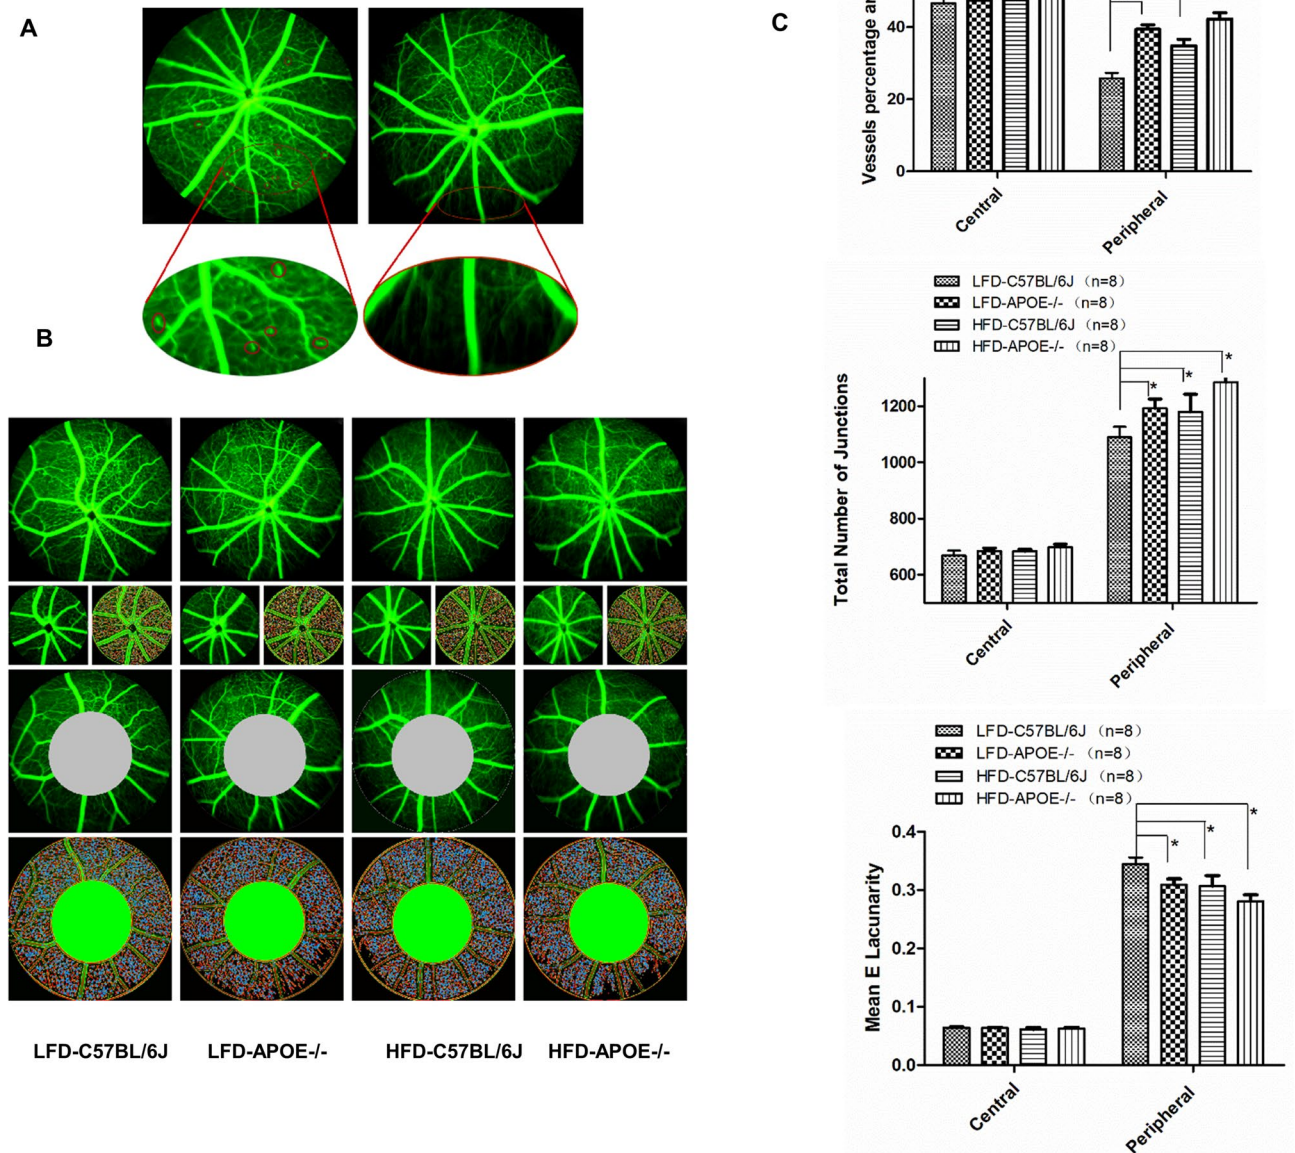 A
B
LFD-C57BL/6J LFD-APOE-/- HFD-C57BL/6J HFD-APOE-/-
C
Vessels percentage
40
20
0
Central
Peripheral
LFD-C57BL/6J (n=8)
LFD-APOE-/- (n=8)
HFD-C57BL/6J (n=8)
HFD-APOE-/- (n=8)
* * *
Total Number of Junctions
1200
1000
800
600
Central
Peripheral
LFD-C57BL/6J (n=8)
LFD-APOE-/- (n=8)
HFD-C57BL/6J (n=8)
HFD-APOE-/- (n=8)
* * *
Mean E Lacunarity
0.4
0.3
0.2
0.1
0.0
Central
Peripheral